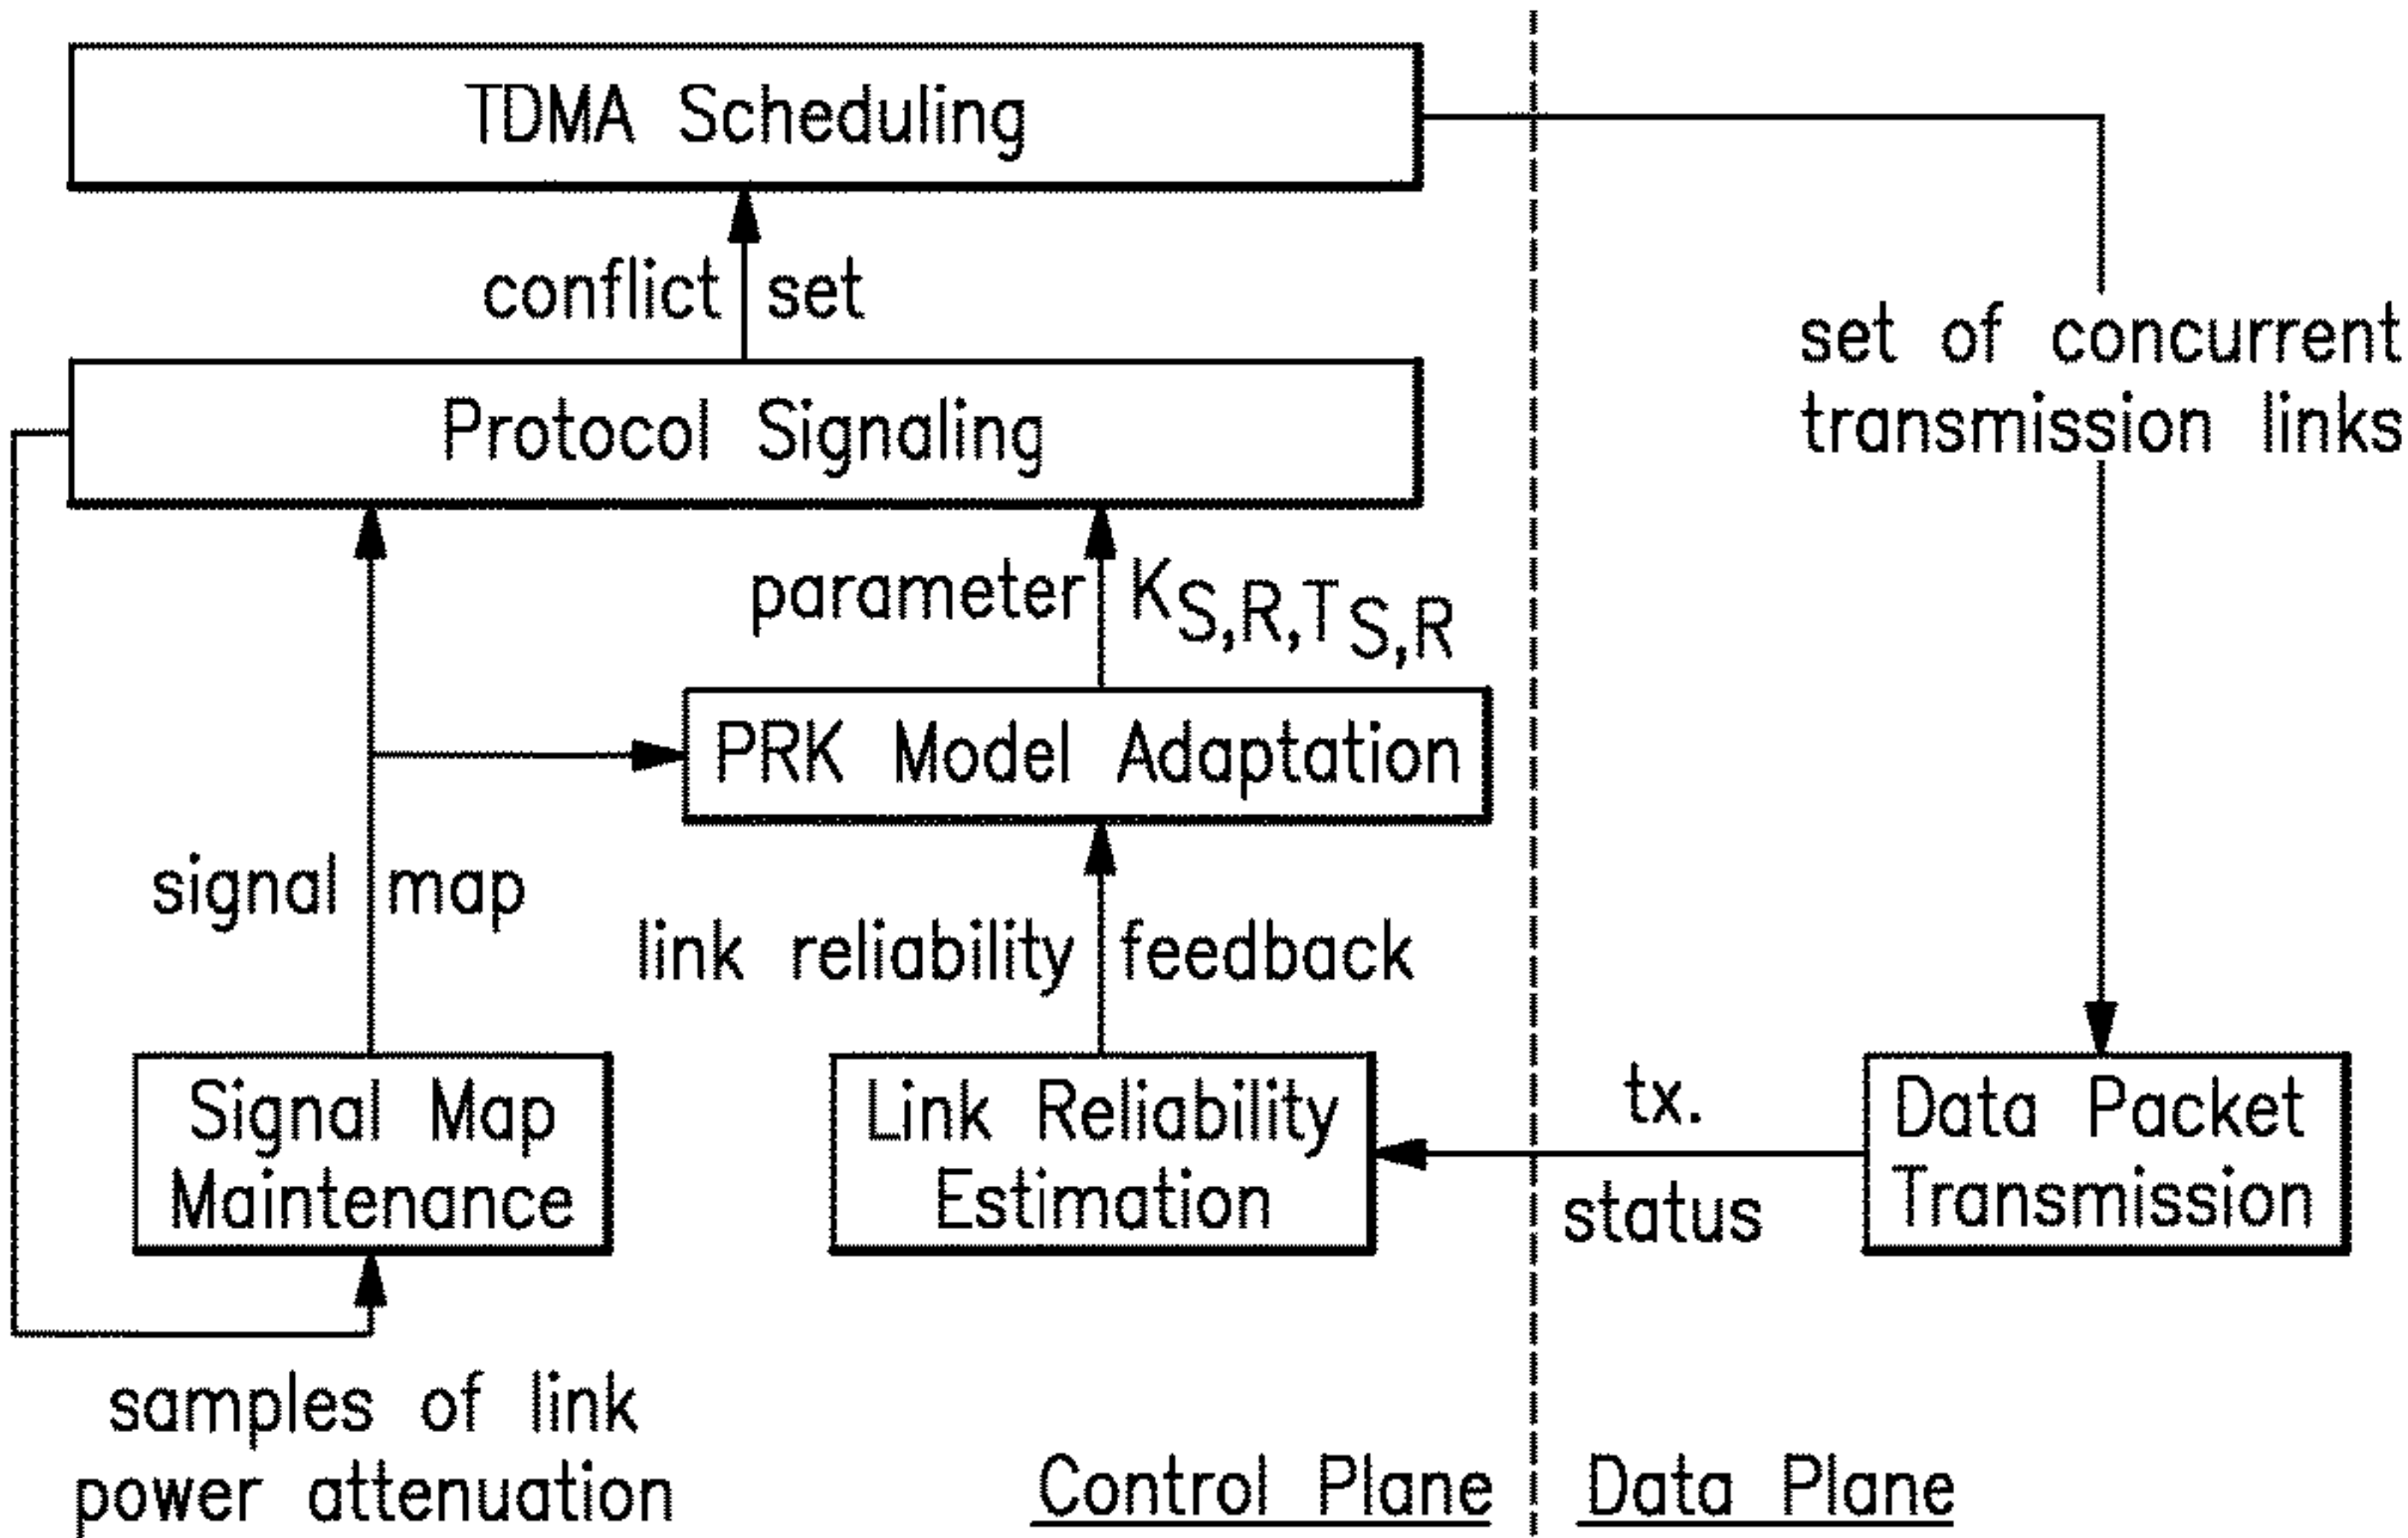 TDMA Scheduling
conflict set
set of concurrent
transmission links
Protocol Signaling
parameter K_S,R, T_S,R
PRK Model Adaptation
signal map
link reliability feedback
Signal Map
Maintenance
Link Reliability
Estimation
tx.
status
Data Packet
Transmission
samples of link
power attenuation
Control Plane
Data Plane